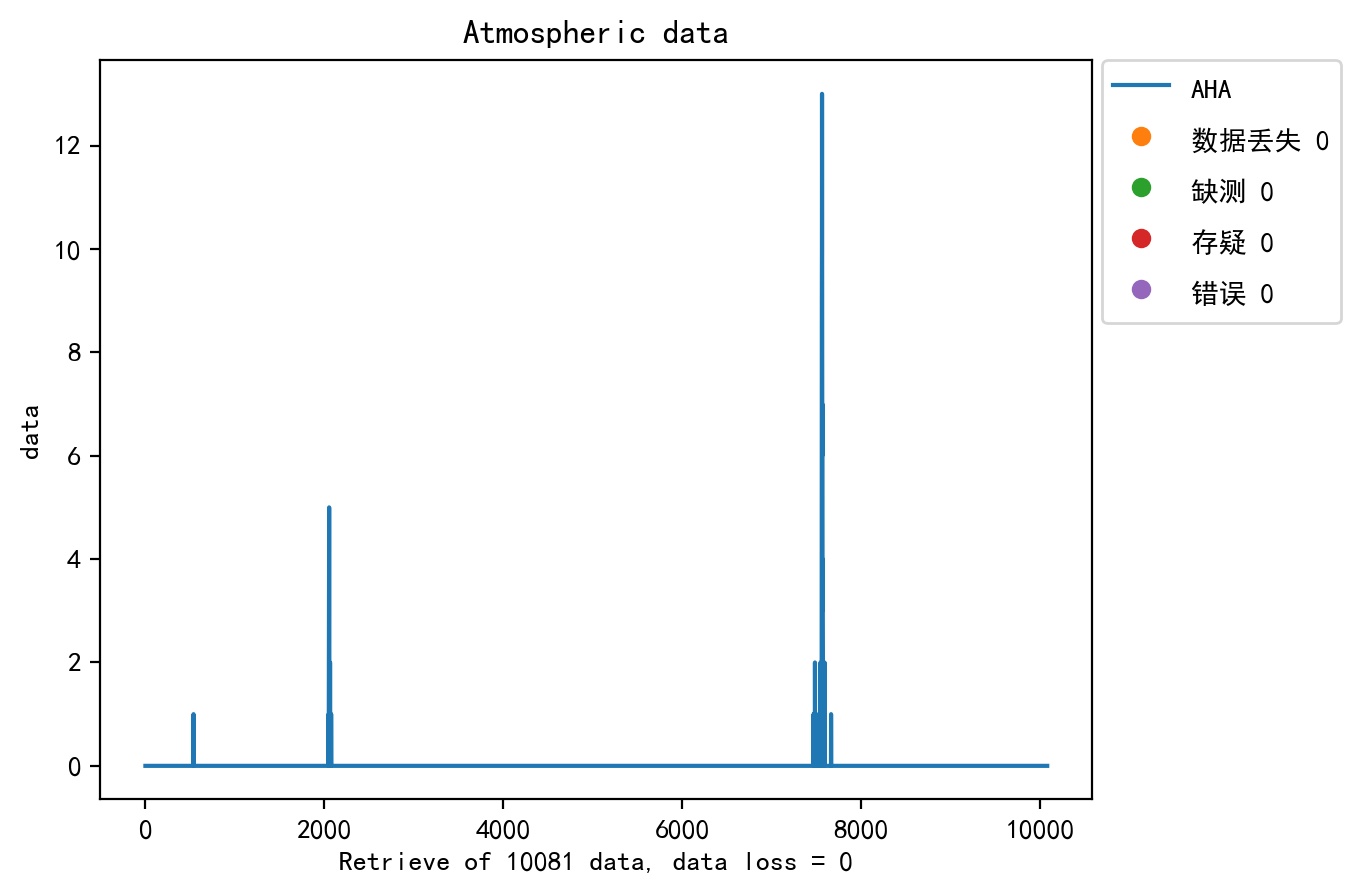 Atmospheric data
AHA
数据丢失 0
缺测 0
存疑 0
错误 0
data
12
10
8
6
4
2
0
0 2000 4000 6000 8000 10000
Retrieve of 10081 data, data loss = 0